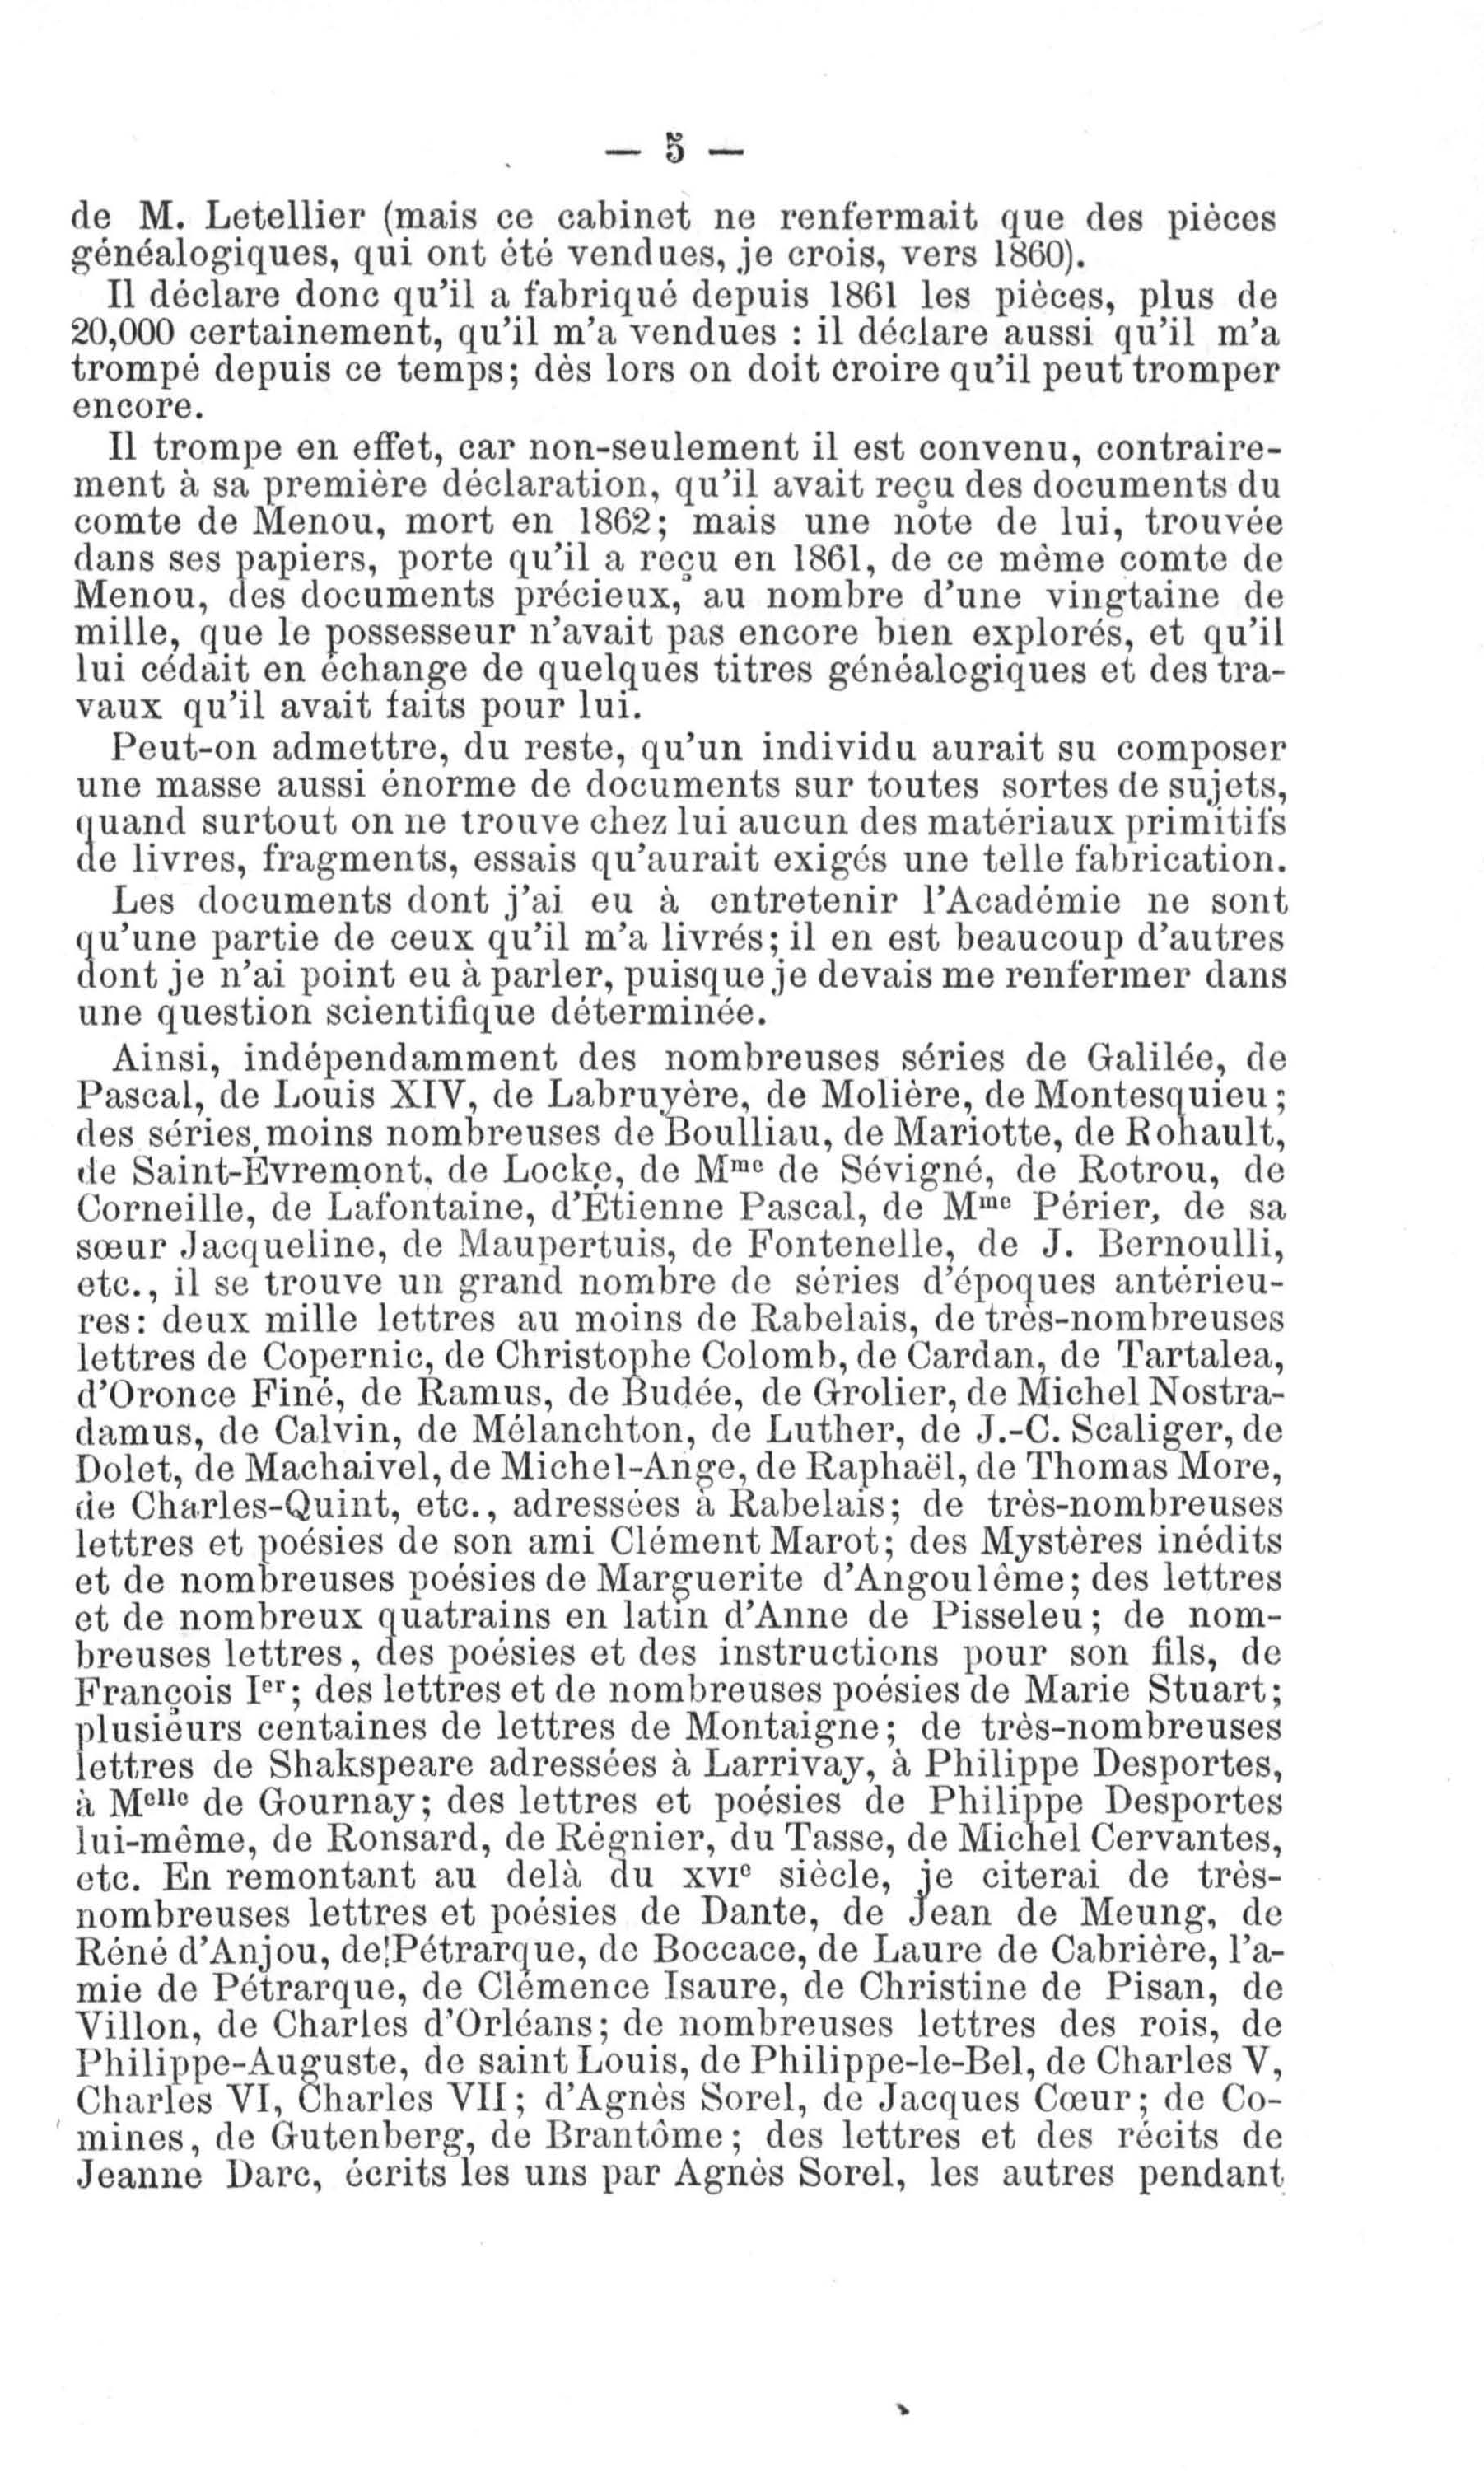 — 5 —
de M. Letellier (mais ce cabinet ne renfermait que des pièces
généalogiques, qui ont été vendues, je crois, vers 1860).
Il déclare donc qu'il a fabriqué depuis 1861 les pièces, plus de
20,000 certainement, qu'il m'a vendues : il déclare aussi qu'il m'a
trompé depuis ce temps; dès lors on doit croire qu'il peut tromper
encore.
Il trompe en effet, car non-seulement il est convenu, contraire-
ment à sa première déclaration, qu'il avait reçu des documents du
comte de Menou, mort en 1862; mais une note de lui, trouvée
dans ses papiers, porte qu'il a reçu en 1861, de ce même comte de
Menou, des documents précieux, au nombre d'une vingtaine de
mille, que le possesseur n'avait pas encore bien explorés, et qu'il
lui cédait en échange de quelques titres généalogiques et des tra-
vaux qu'il avait faits pour lui.
Peut-on admettre, du reste, qu'un individu aurait su composer
une masse aussi énorme de documents sur toutes sortes de sujets,
quand surtout on ne trouve chez lui aucun des matériaux primitifs
de livres, fragments, essais qu'aurait exigés une telle fabrication.
Les documents dont j'ai eu à entretenir l'Académie ne sont
qu'une partie de ceux qu'il m'a livrés; il en est beaucoup d'autres
dont je n'ai point eu à parler, puisque je devais me renfermer dans
une question scientifique déterminée.
Ainsi, indépendamment des nombreuses séries de Galilée, de
Pascal, de Louis XIV, de Labruyère, de Molière, de Montesquieu;
des séries moins nombreuses de Boulliau, de Mariotte, de Rohault,
de Saint-Évremont, de Locke, de Mme de Sévigné, de Rotrou, de
Corneille, de Lafontaine, d'Étienne Pascal, de Mme Périer, de sa
sœur Jacqueline, de Maupertuis, de Fontenelle, de J. Bernoulli,
etc., il se trouve un grand nombre de séries d'époques antérieu-
res: deux mille lettres au moins de Rabelais, de très-nombreuses
lettres de Copernic, de Christophe Colomb, de Cardan, de Tartalea,
d'Oronce Finé, de Ramus, de Budée, de Grolier, de Michel Nostra-
damus, de Calvin, de Mélanchton, de Luther, de J.-C. Scaliger, de
Dolet, de Machaivel, de Michel-Ange, de Raphaël, de Thomas More,
de Charles-Quint, etc., adressées à Rabelais; de très-nombreuses
lettres et poésies de son ami Clément Marot; des Mystères inédits
et de nombreuses poésies de Marguerite d'Angoulême; des lettres
et de nombreux quatrains en latin d'Anne de Pisseleu; de nom-
breuses lettres, des poésies et des instructions pour son fils, de
François Ier; des lettres et de nombreuses poésies de Marie Stuart;
plusieurs centaines de lettres de Montaigne; de très-nombreuses
lettres de Shakspeare adressées à Larrivay, à Philippe Desportes,
à Melle de Gournay; des lettres et poésies de Philippe Desportes
lui-même, de Ronsard, de Régnier, du Tasse, de Michel Cervantes,
etc. En remontant au delà du XVIe siècle, je citerai de très-
nombreuses lettres et poésies de Dante, de Jean de Meung, de
Réné d'Anjou, de Pétrarque, de Boccace, de Laure de Cabrière, l'a-
mie de Pétrarque, de Clémence Isaure, de Christine de Pisan, de
Villon, de Charles d'Orléans; de nombreuses lettres des rois, de
Philippe-Auguste, de saint Louis, de Philippe-le-Bel, de Charles V,
Charles VI, Charles VII; d'Agnès Sorel, de Jacques Cœur; de Co-
mines, de Gutenberg, de Brantôme; des lettres et des récits de
Jeanne Darc, écrits les uns par Agnès Sorel, les autres pendant